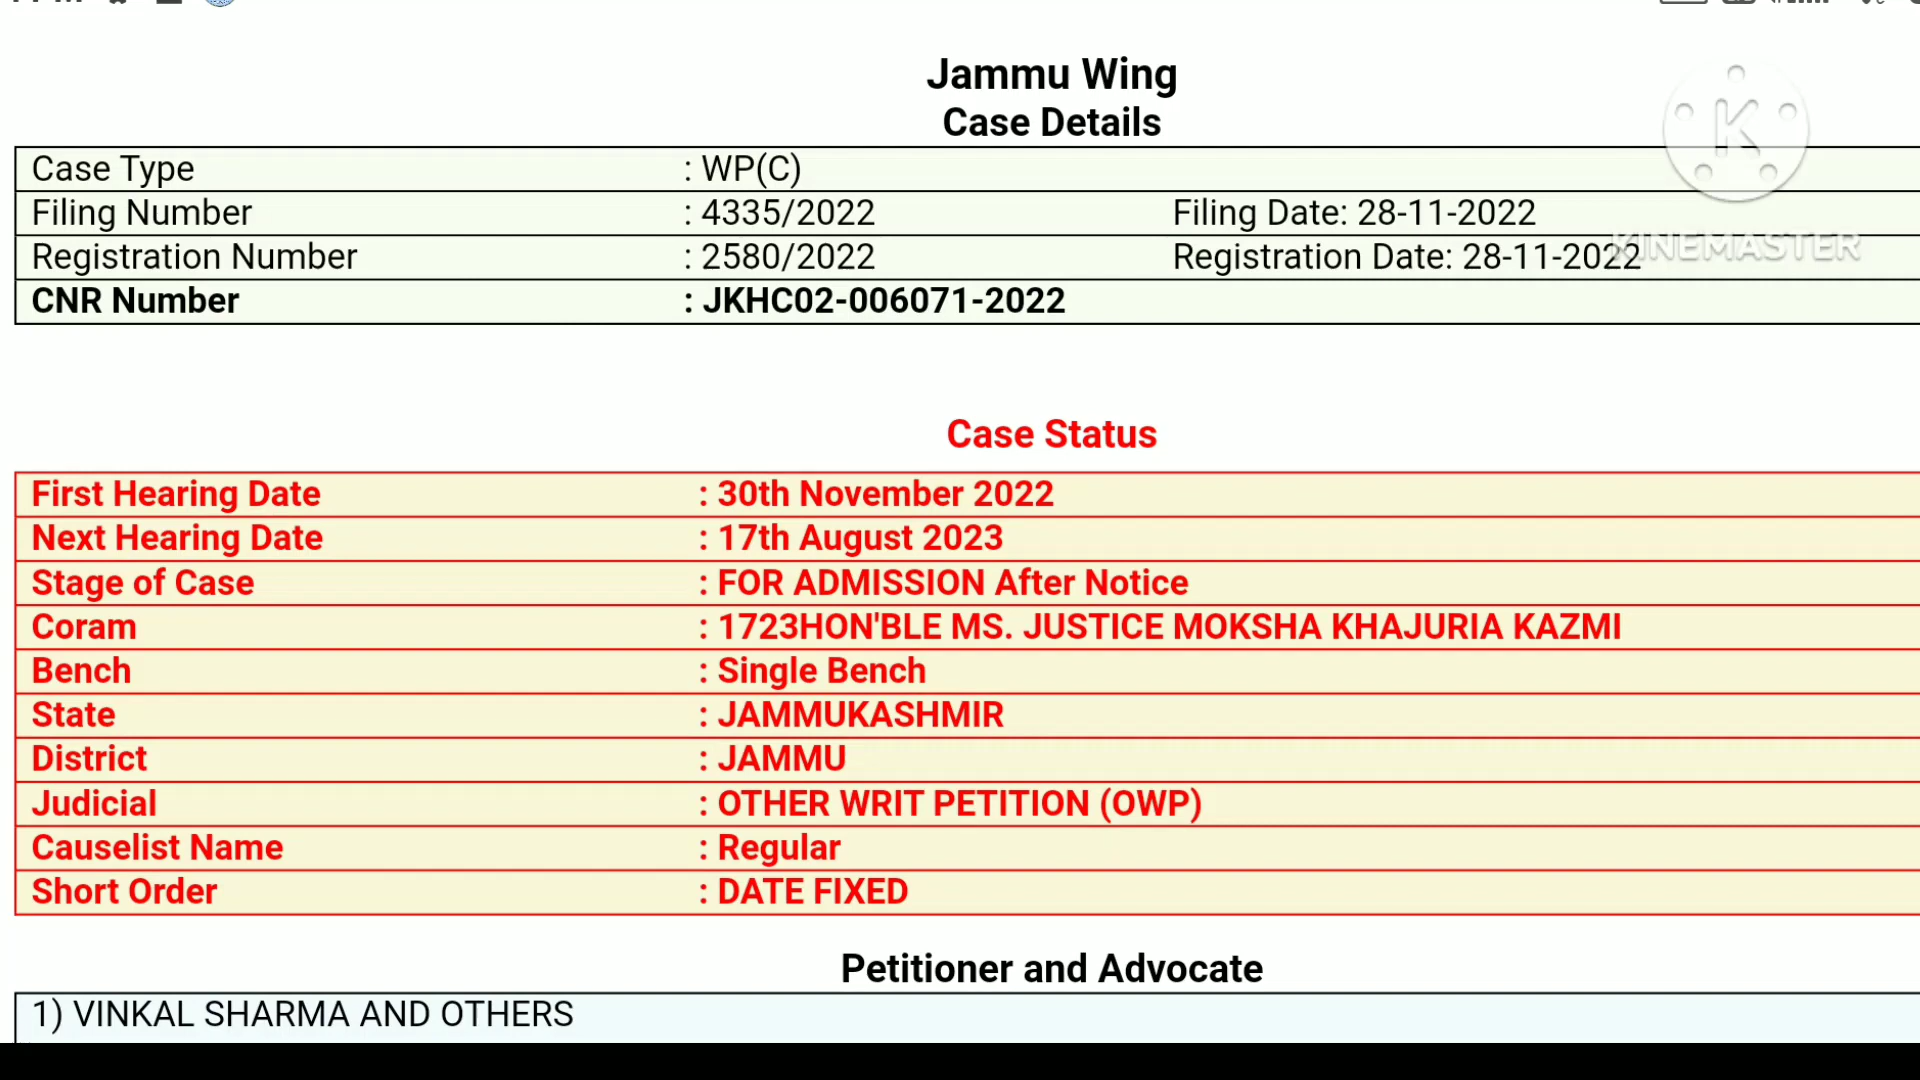 Jammu Wing
Case Details
Case Type : WP(C)
Filing Number : 4335/2022 Filing Date: 28-11-2022
Registration Number : 2580/2022 Registration Date: 28-11-2022
CNR Number : JKHC02-006071-2022
K
KINEMASTER
Case Status
First Hearing Date : 30th November 2022
Next Hearing Date : 17th August 2023
Stage of Case : FOR ADMISSION After Notice
Coram : 1723HON'BLE MS. JUSTICE MOKSHA KHAJURIA KAZMI
Bench : Single Bench
State : JAMMUKASHMIR
District : JAMMU
Judicial : OTHER WRIT PETITION (OWP)
Causelist Name : Regular
Short Order : DATE FIXED
Petitioner and Advocate
1) VINKAL SHARMA AND OTHERS